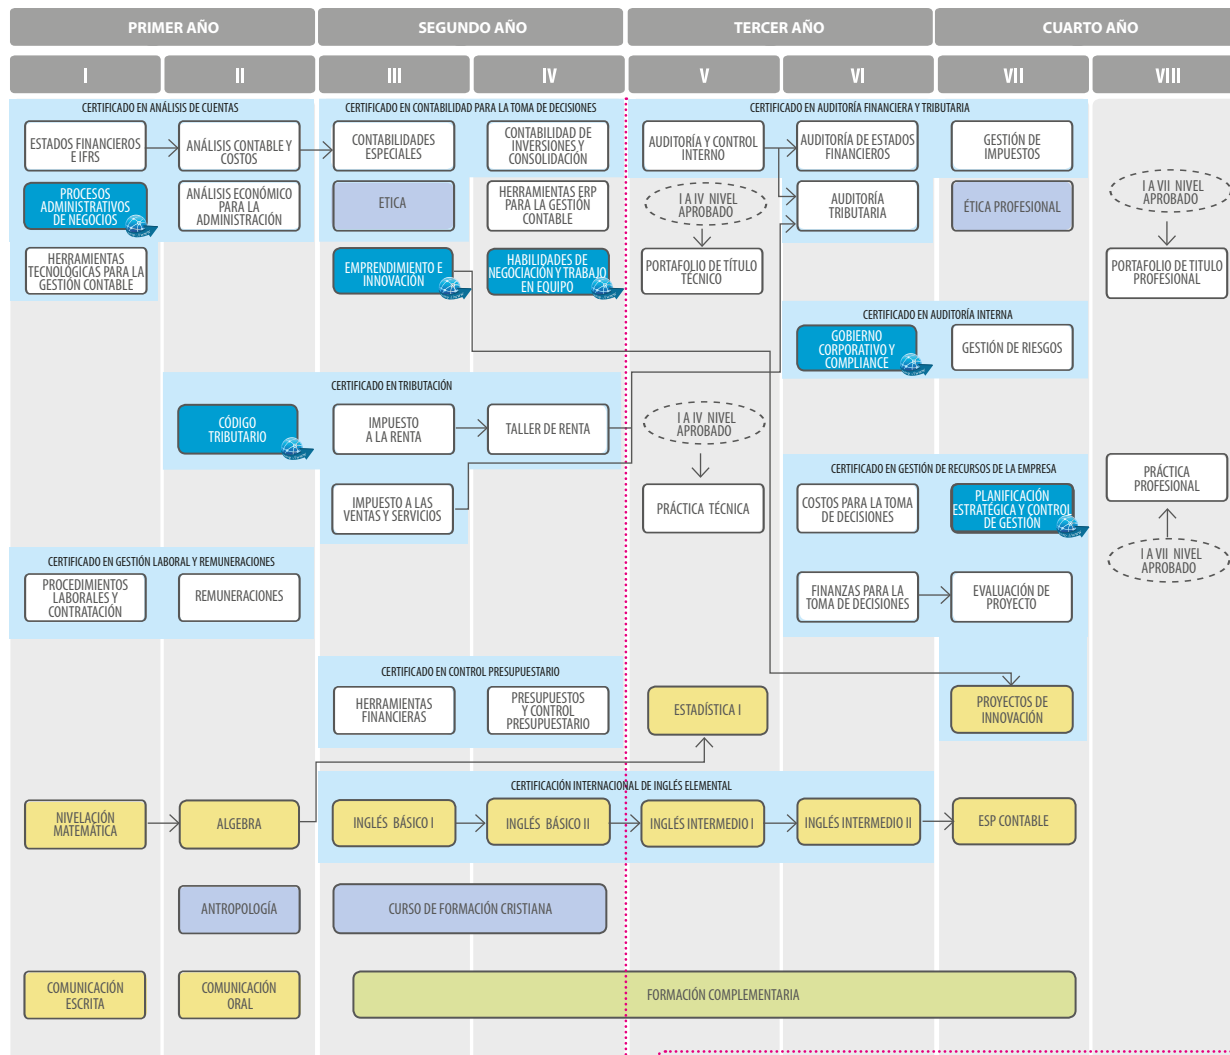 PRIMER AÑO
SEGUNDO AÑO
TERCER AÑO
CUARTO AÑO
I
II
III
IV
V
VI
VII
VIII
CERTIFICADO EN ANÁLISIS DE CUENTAS
CERTIFICADO EN CONTABILIDAD PARA LA TOMA DE DECISIONES
CERTIFICADO EN AUDITORÍA FINANCIERA Y TRIBUTARIA
ESTADOS FINANCIEROS
E IFRS
ANÁLISIS CONTABLE Y
COSTOS
CONTABILIDADES
ESPECIALES
CONTABILIDAD DE
INVERSIONES Y
CONSOLIDACIÓN
AUDITORÍA Y CONTROL
INTERNO
AUDITORÍA DE ESTADOS
FINANCIEROS
GESTIÓN DE
IMPUESTOS
PROCESOS
ADMINISTRATIVOS
DE NEGOCIOS
ANÁLISIS ECONÓMICO
PARA LA
ADMINISTRACIÓN
ETICA
HERRAMIENTAS ERP
PARA LA GESTIÓN
CONTABLE
I A IV NIVEL
APROBADO
AUDITORÍA
TRIBUTARIA
ÉTICA PROFESIONAL
I A VII NIVEL
APROBADO
HERRAMIENTAS
TECNOLÓGICAS PARA LA
GESTIÓN CONTABLE
EMPRENDIMIENTO E
INNOVACIÓN
HABILIDADES DE
NEGOCIACIÓN Y TRABAJO
EN EQUIPO
PORTAFOLIO DE TÍTULO
TÉCNICO
PORTAFOLIO DE TITULO
PROFESIONAL
CERTIFICADO EN AUDITORÍA INTERNA
GOBIERNO
CORPORATIVO Y
COMPLIANCE
GESTIÓN DE RIESGOS
CERTIFICADO EN TRIBUTACIÓN
CÓDIGO
TRIBUTARIO
IMPUESTO
A LA RENTA
TALLER DE RENTA
I A IV NIVEL
APROBADO
CERTIFICADO EN GESTIÓN DE RECURSOS DE LA EMPRESA
IMPUESTO A LAS
VENTAS Y SERVICIOS
PRÁCTICA TÉCNICA
COSTOS PARA LA TOMA
DE DECISIONES
PLANIFICACIÓN
ESTRATÉGICA Y CONTROL
DE GESTIÓN
PRÁCTICA
PROFESIONAL
I A VII NIVEL
APROBADO
CERTIFICADO EN GESTIÓN LABORAL Y REMUNERACIONES
PROCEDIMIENTOS
LABORALES Y
CONTRATACIÓN
REMUNERACIONES
FINANZAS PARA LA
TOMA DE DECISIONES
EVALUACIÓN DE
PROYECTO
CERTIFICADO EN CONTROL PRESUPUESTARIO
HERRAMIENTAS
FINANCIERAS
PRESUPUESTOS
Y CONTROL
PRESUPUESTARIO
ESTADÍSTICA I
PROYECTOS DE
INNOVACIÓN
CERTIFICACIÓN INTERNACIONAL DE INGLÉS ELEMENTAL
NIVELACIÓN
MATEMÁTICA
ALGEBRA
INGLÉS BÁSICO I
INGLÉS BÁSICO II
INGLÉS INTERMEDIO I
INGLÉS INTERMEDIO II
ESP CONTABLE
ANTROPOLOGÍA
CURSO DE FORMACIÓN CRISTIANA
COMUNICACIÓN
ESCRITA
COMUNICACIÓN
ORAL
FORMACIÓN COMPLEMENTARIA